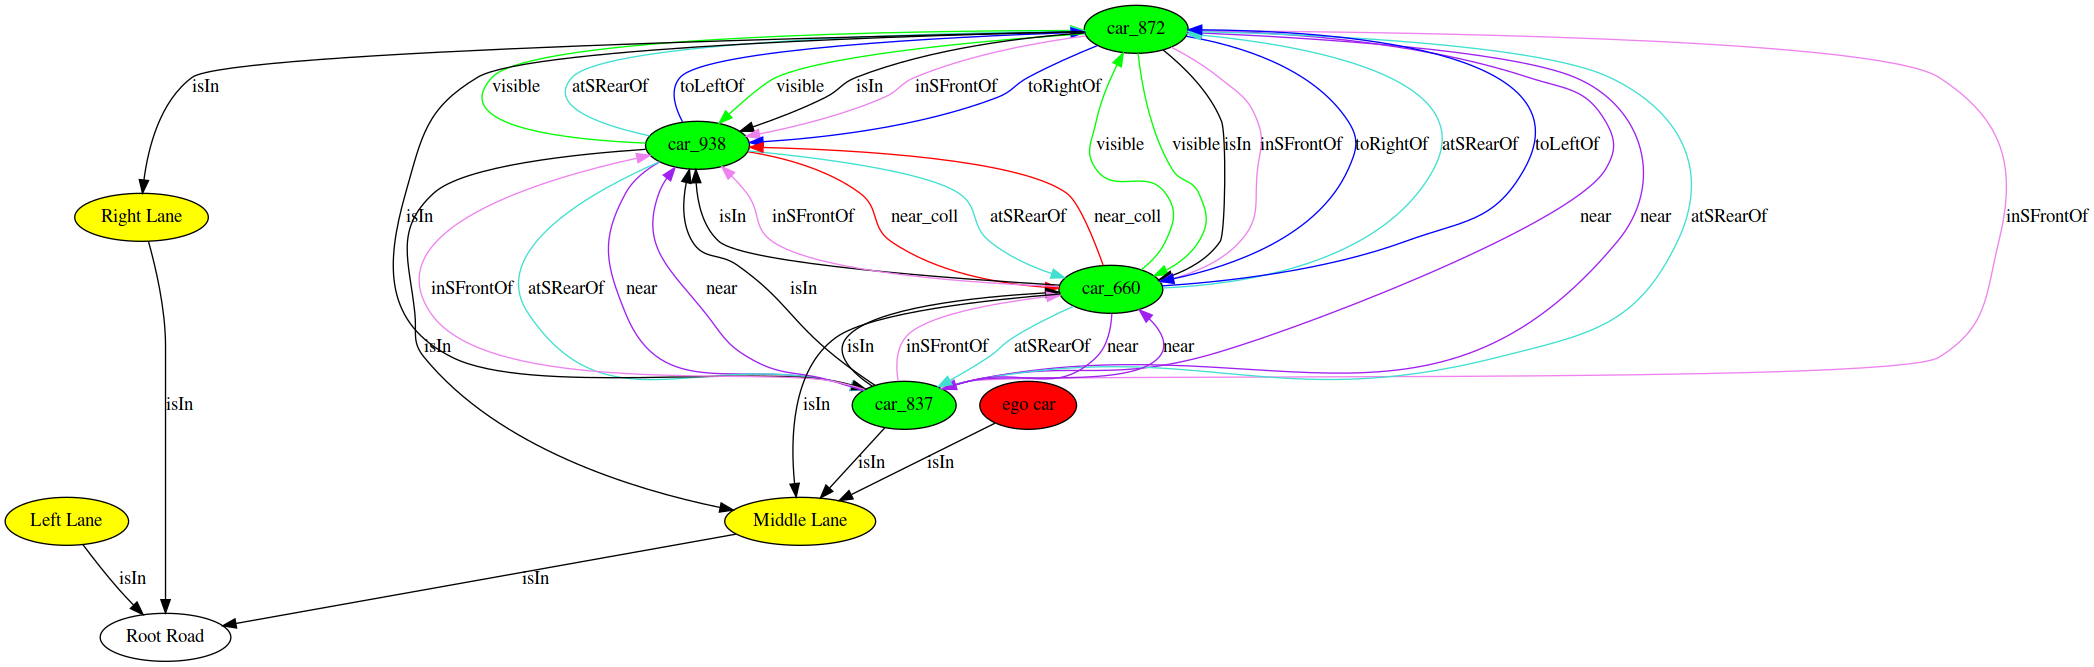 car_872
isIn
visible
atSRearOf
toLeftOf
visible
isIn
inSFrontOf
toRightOf
car_938
visible
visible
isIn
inSFrontOf
toRightOf
atSRearOf
toLeftOf
Right Lane
isIn
isIn
inSFrontOf
near_coll
atSRearOf
near_coll
near
near
atSRearOf
inSFrontOf
inSFrontOf
atSRearOf
near
near
isIn
car_660
isIn
isIn
inSFrontOf
atSRearOf
near
near
isIn
isIn
car_837
ego car
isIn
isIn
Left Lane
Middle Lane
isIn
isIn
Root Road